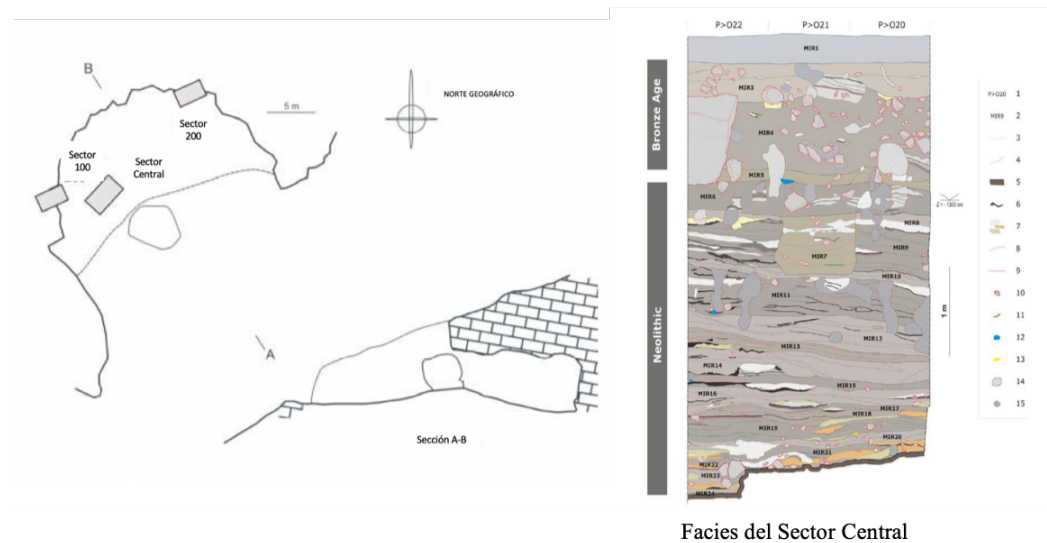 B
5 m
NORTE GEOGRÁFICO
Sector
200
Sector
100
Sector
Central
A
Sección A-B
P>O22
P>O21
P>O20
Bronze Age
Neolithic
MIR1
MIR3
MIR4
MIR5
MIR6
MIR8
MIR9
MIR7
MIR10
MIR11
MIR12
MIR13
MIR14
MIR15
MIR16
MIR17
MIR18
MIR19
MIR20
MIR21
MIR22
MIR23
MIR24
1 m
P>O20 1
MIR9 2
3
4
5
6
7
8
9
10
11
12
13
14
15
Facies del Sector Central